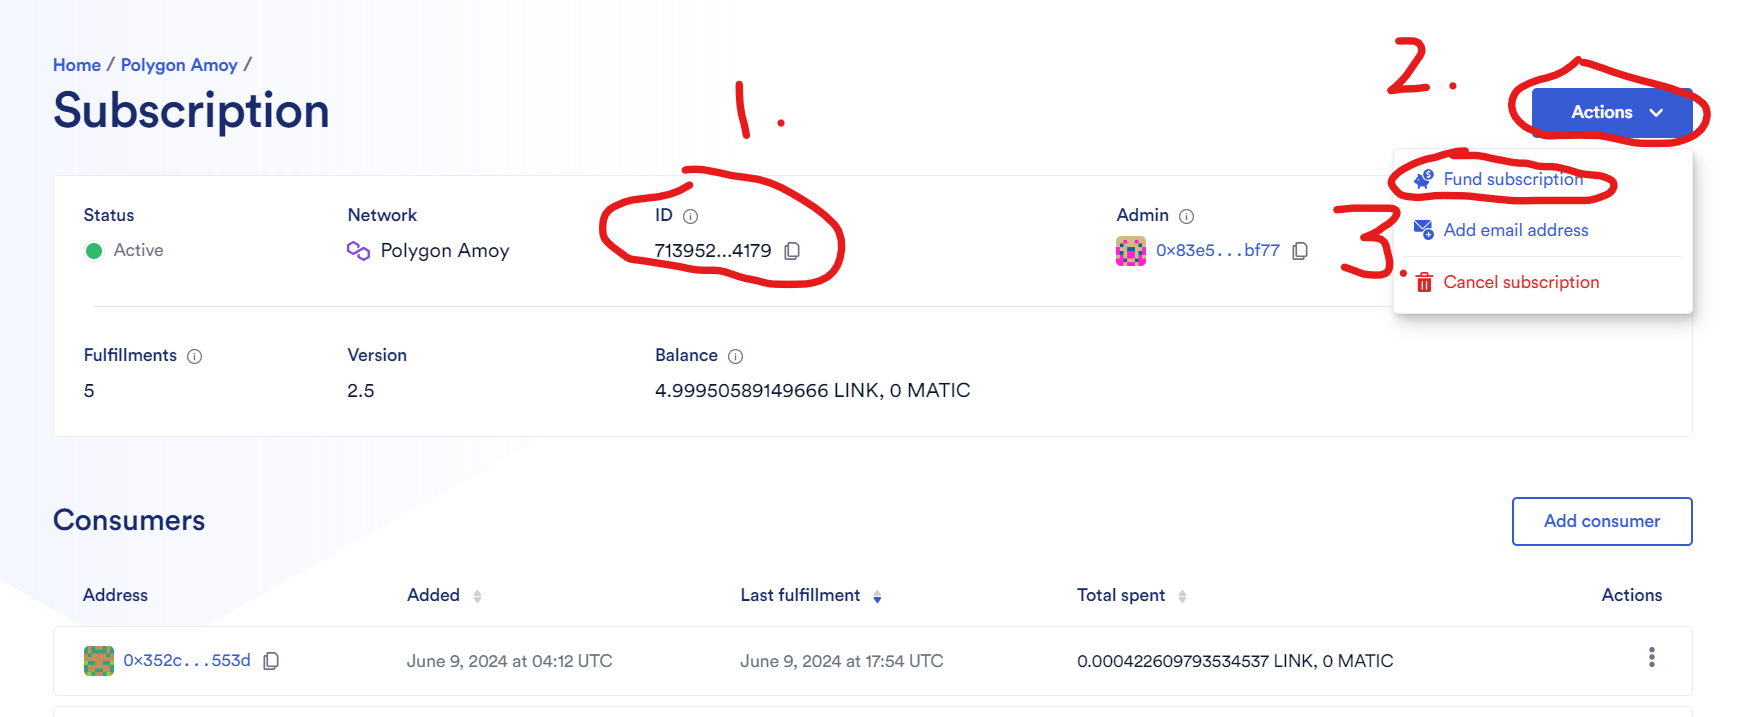 Home / Polygon Amoy /
Subscription
1.
2.
Actions
Fund subscription
Add email address
3.
Cancel subscription
Status
Active
Network
Polygon Amoy
ID
713952...4179
Admin
0x83e5...bf77
Fulfillments
5
Version
2.5
Balance
4.99950589149666 LINK, 0 MATIC
Consumers
Add consumer
Address Added Last fulfillment Total spent Actions
0x352c...553d June 9, 2024 at 04:12 UTC June 9, 2024 at 17:54 UTC 0.000422609793534537 LINK, 0 MATIC